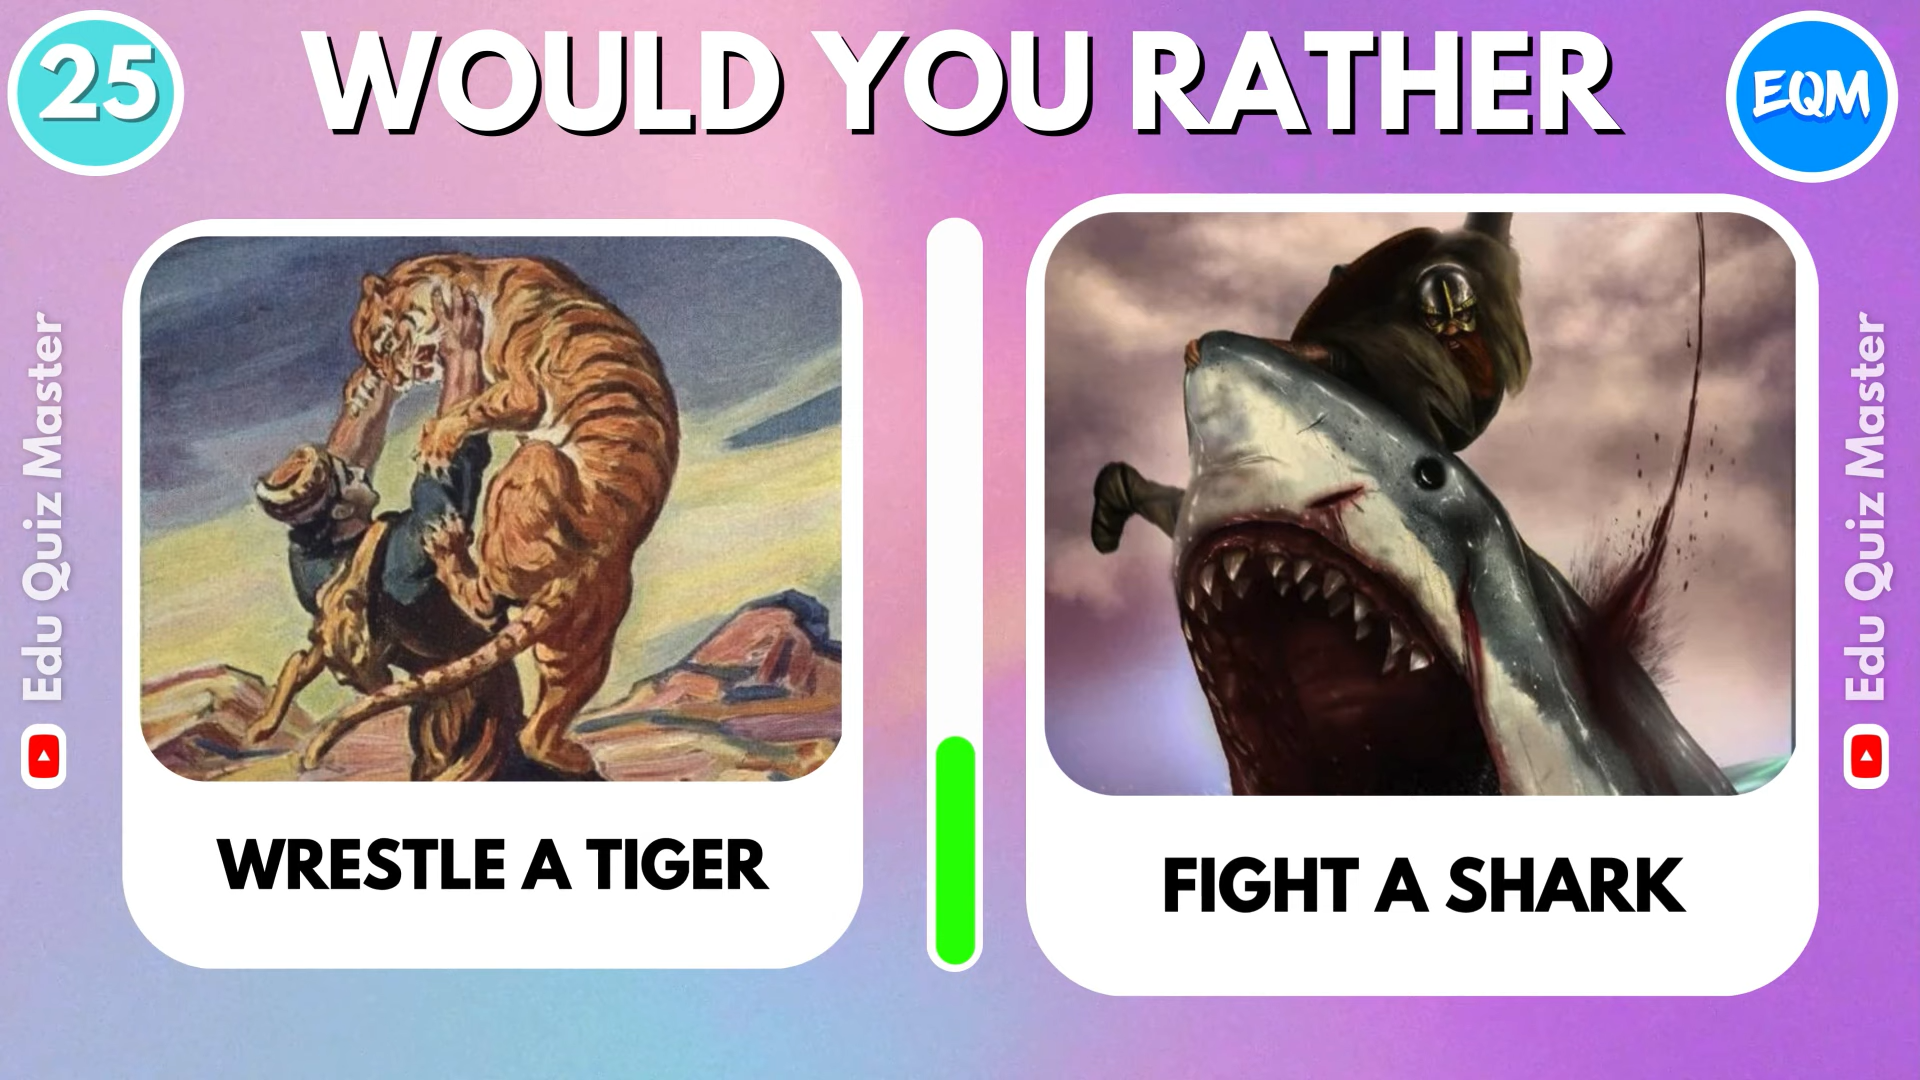 25
WOULD YOU RATHER
EQM
Edu Quiz Master
WRESTLE A TIGER
FIGHT A SHARK
Edu Quiz Master